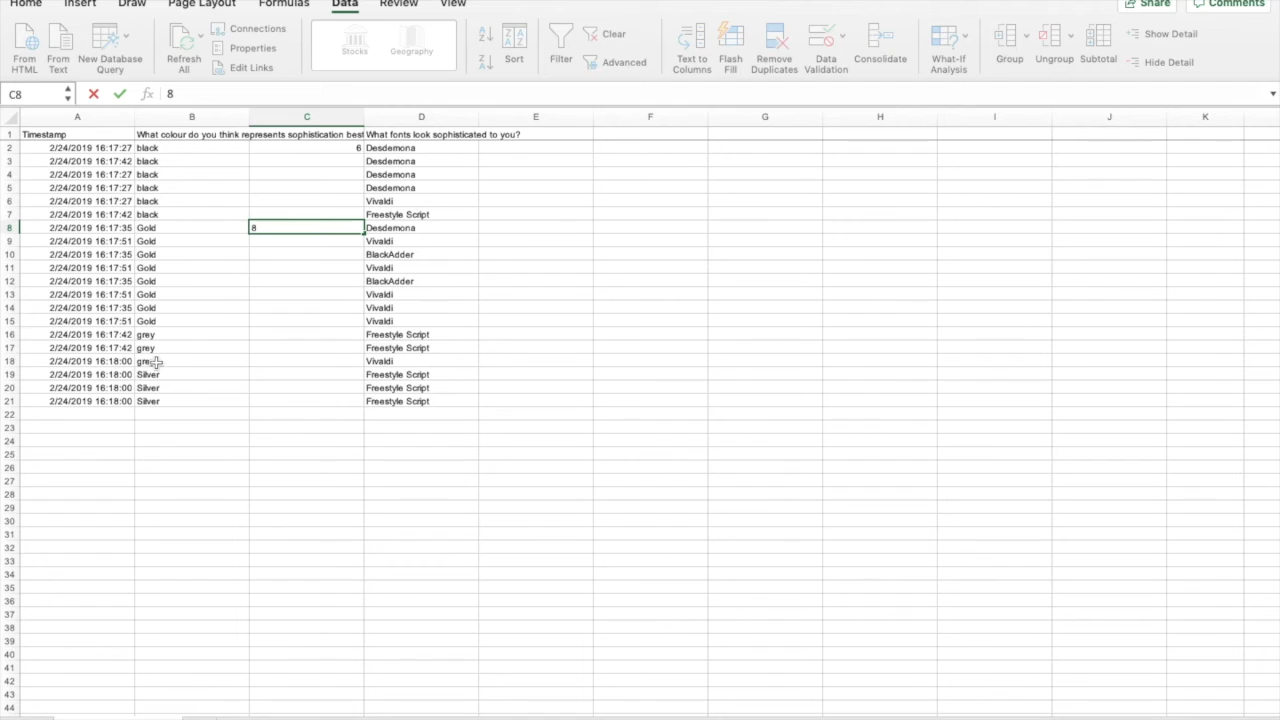 Home Insert Draw Page Layout Formulas Data Review View Share Comments
From HTML From Text New Database Query Refresh All Connections Properties Edit Links Stocks Geography Sort Filter Clear Advanced Text to Columns Flash Fill Remove Duplicates Data Validation Consolidate What-If Analysis Group Ungroup Subtotal Show Detail Hide Detail
C8 fx 8
A B C D E F G H I J K
1 Timestamp What colour do you think represents sophistication best What fonts look sophisticated to you?
2 2/24/2019 16:17:27 black 6 Desdemona
3 2/24/2019 16:17:42 black Desdemona
4 2/24/2019 16:17:27 black Desdemona
5 2/24/2019 16:17:27 black Desdemona
6 2/24/2019 16:17:27 black Vivaldi
7 2/24/2019 16:17:42 black Freestyle Script
8 2/24/2019 16:17:35 Gold 8 Desdemona
9 2/24/2019 16:17:51 Gold Vivaldi
10 2/24/2019 16:17:35 Gold BlackAdder
11 2/24/2019 16:17:51 Gold Vivaldi
12 2/24/2019 16:17:35 Gold BlackAdder
13 2/24/2019 16:17:51 Gold Vivaldi
14 2/24/2019 16:17:35 Gold Vivaldi
15 2/24/2019 16:17:51 Gold Vivaldi
16 2/24/2019 16:17:42 grey Freestyle Script
17 2/24/2019 16:17:42 grey Freestyle Script
18 2/24/2019 16:18:00 grey Vivaldi
19 2/24/2019 16:18:00 Silver Freestyle Script
20 2/24/2019 16:18:00 Silver Freestyle Script
21 2/24/2019 16:18:00 Silver Freestyle Script
22
23
24
25
26
27
28
29
30
31
32
33
34
35
36
37
38
39
40
41
42
43
44